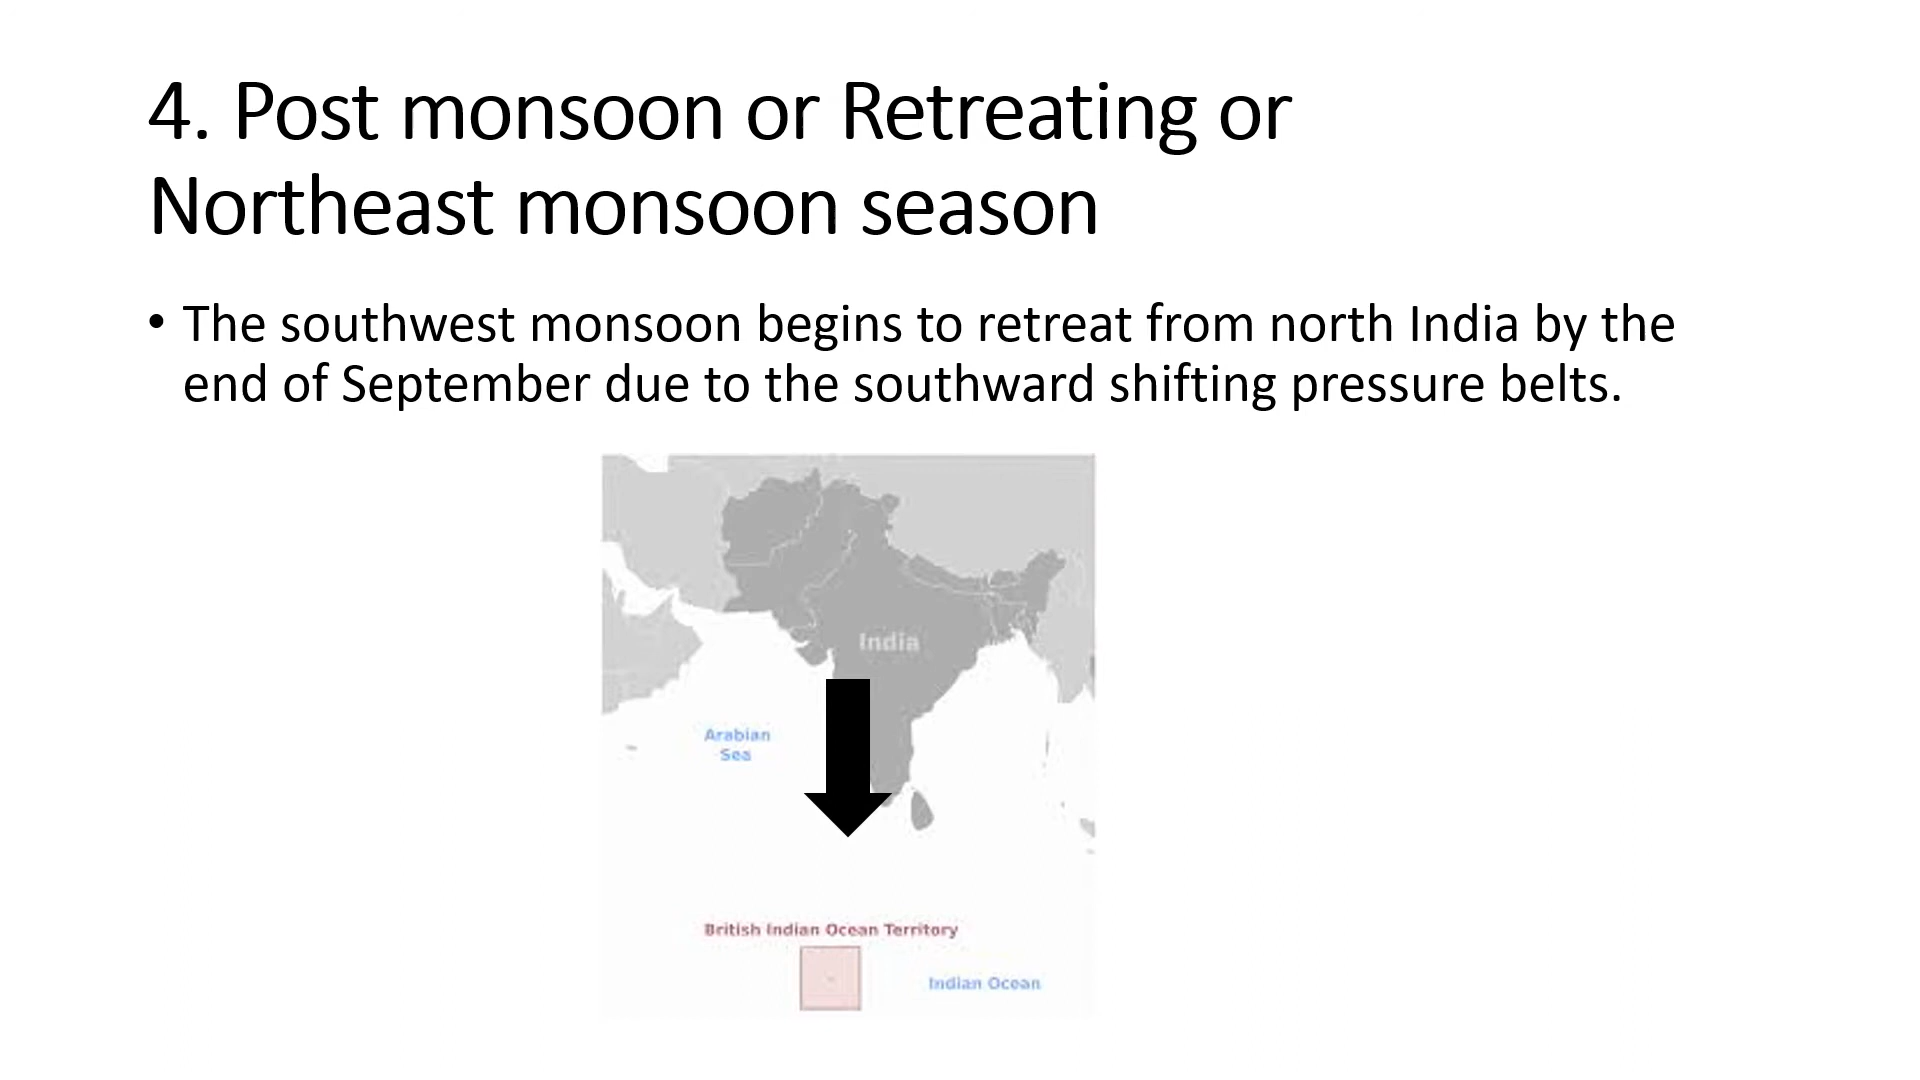 4. Post monsoon or Retreating or
Northeast monsoon season
• The southwest monsoon begins to retreat from north India by the
end of September due to the southward shifting pressure belts.
India
Arabian
Sea
British Indian Ocean Territory
Indian Ocean